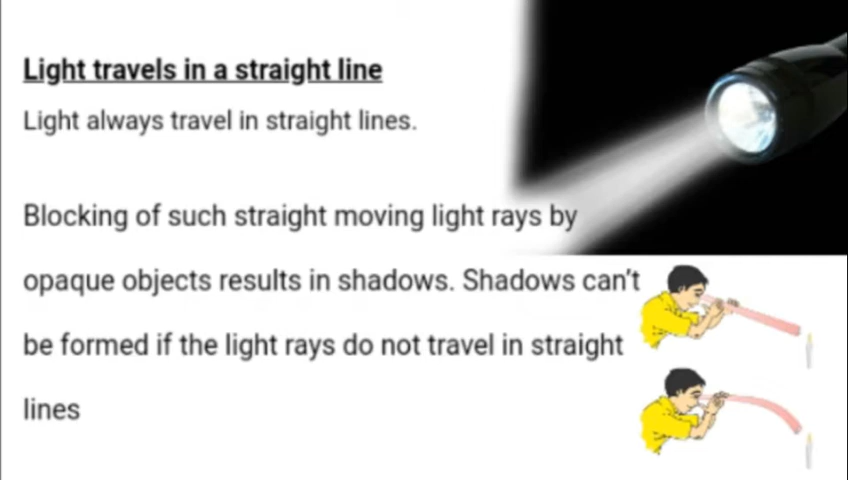 Light travels in a straight line
Light always travel in straight lines.
Blocking of such straight moving light rays by
opaque objects results in shadows. Shadows can't
be formed if the light rays do not travel in straight
lines